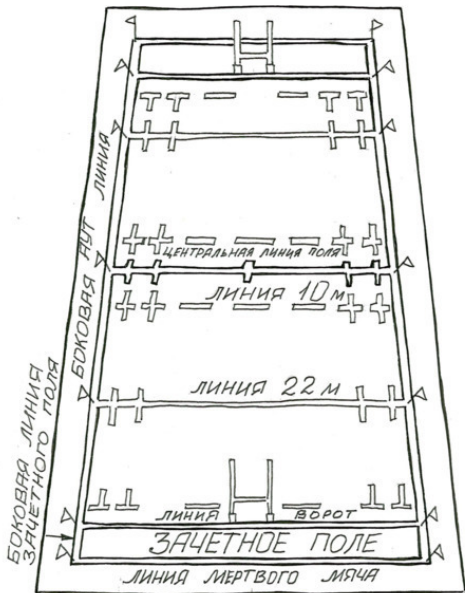 БОКОВАЯ АУТ ЛИНИЯ
ЦЕНТРАЛЬНАЯ ЛИНИЯ ПОЛЯ
ЛИНИЯ 10 м
ЛИНИЯ 22 м
БОКОВАЯ ЛИНИЯ
ЗАЧЕТНОГО ПОЛЯ
ЛИНИЯ ВОРОТ
ЗАЧЕТНОЕ ПОЛЕ
ЛИНИЯ МЕРТВОГО МЯЧА